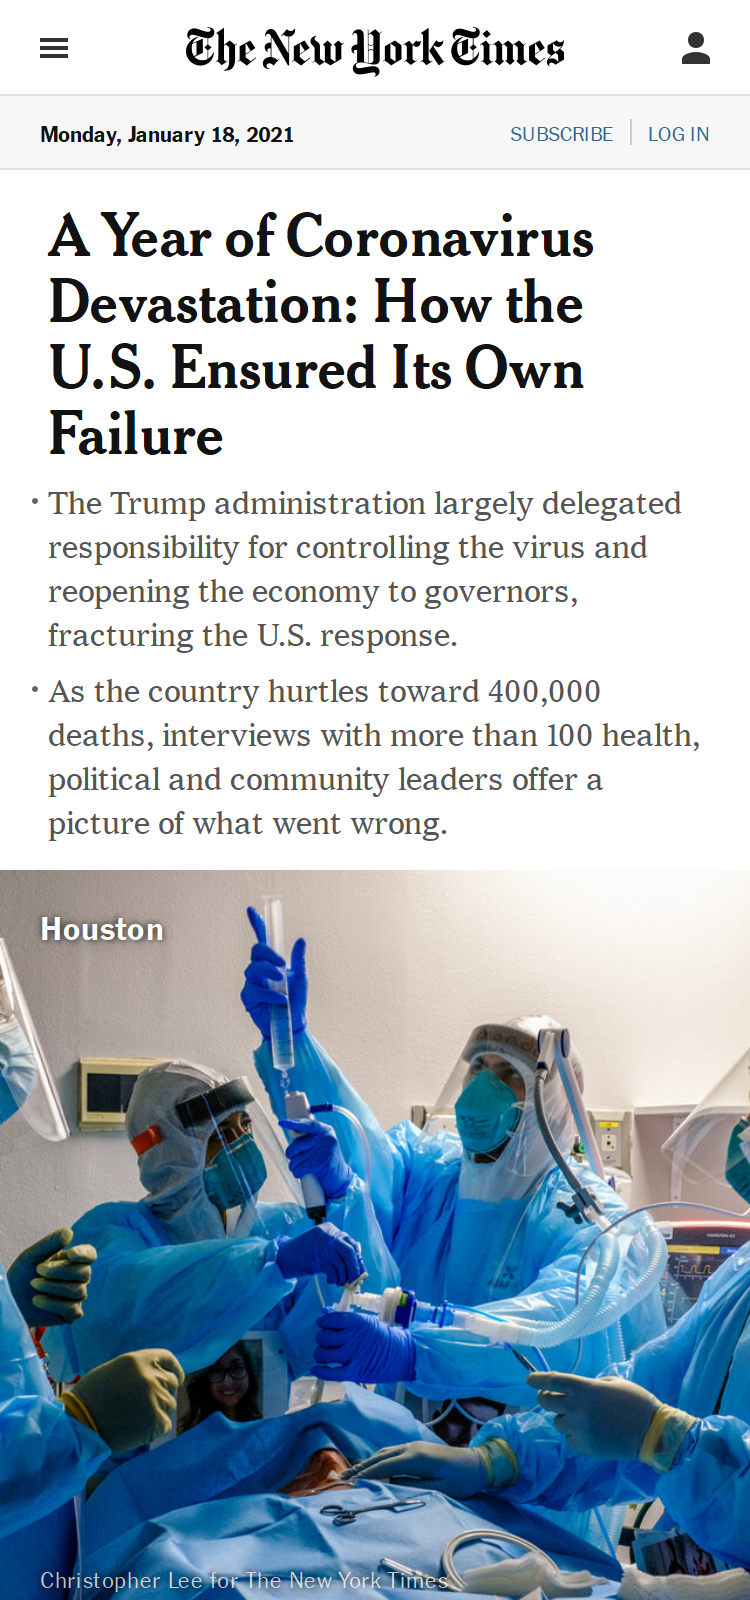 The New York Times
Monday, January 18, 2021
SUBSCRIBE
LOG IN
A Year of Coronavirus
Devastation: How the
U.S. Ensured Its Own
Failure
• The Trump administration largely delegated
responsibility for controlling the virus and
reopening the economy to governors,
fracturing the U.S. response.
• As the country hurtles toward 400,000
deaths, interviews with more than 100 health,
political and community leaders offer a
picture of what went wrong.
Houston
Christopher Lee for The New York Times